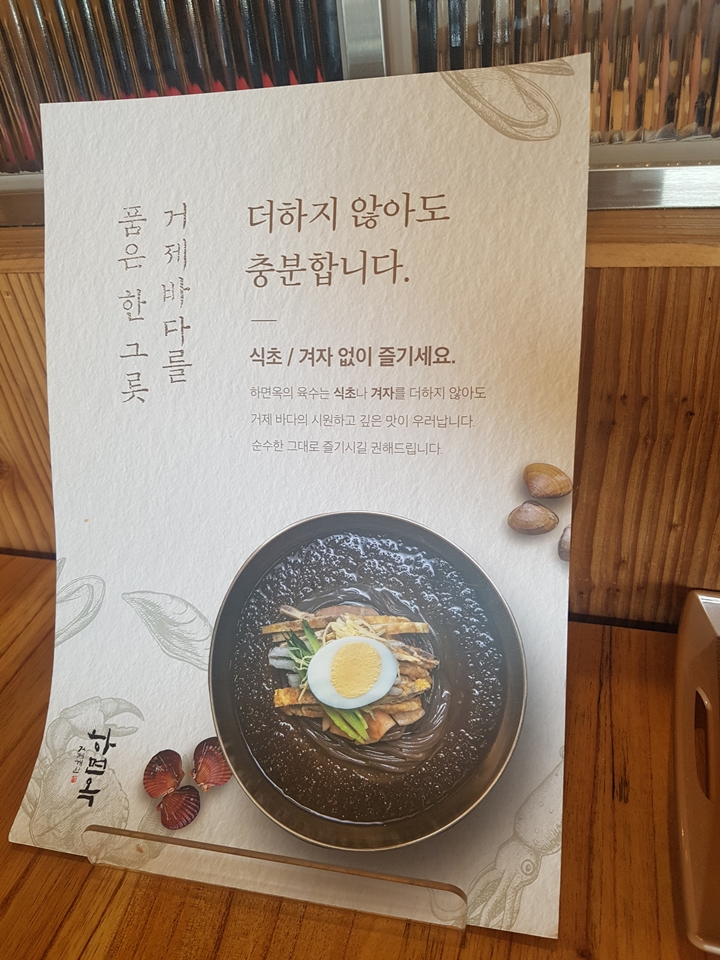 거제바다를
품은 한 그릇
더하지 않아도
충분합니다.
식초 / 겨자 없이 즐기세요.
하면옥의 육수는 식초나 겨자를 더하지 않아도
거제 바다의 시원하고 깊은 맛이 우러납니다.
순수한 그대로 즐기시길 권해드립니다.
하면옥